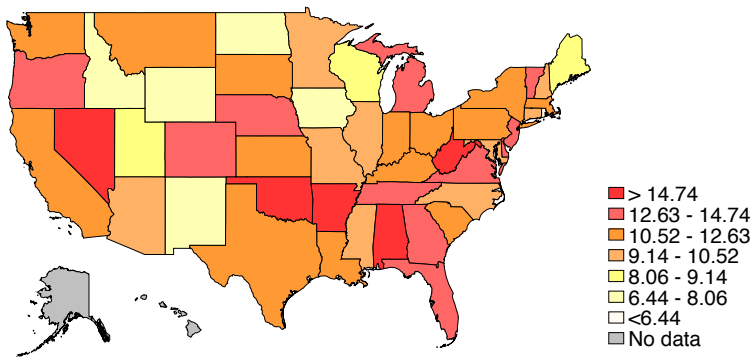 > 14.74
12.63 - 14.74
10.52 - 12.63
9.14 - 10.52
8.06 - 9.14
6.44 - 8.06
<6.44
No data